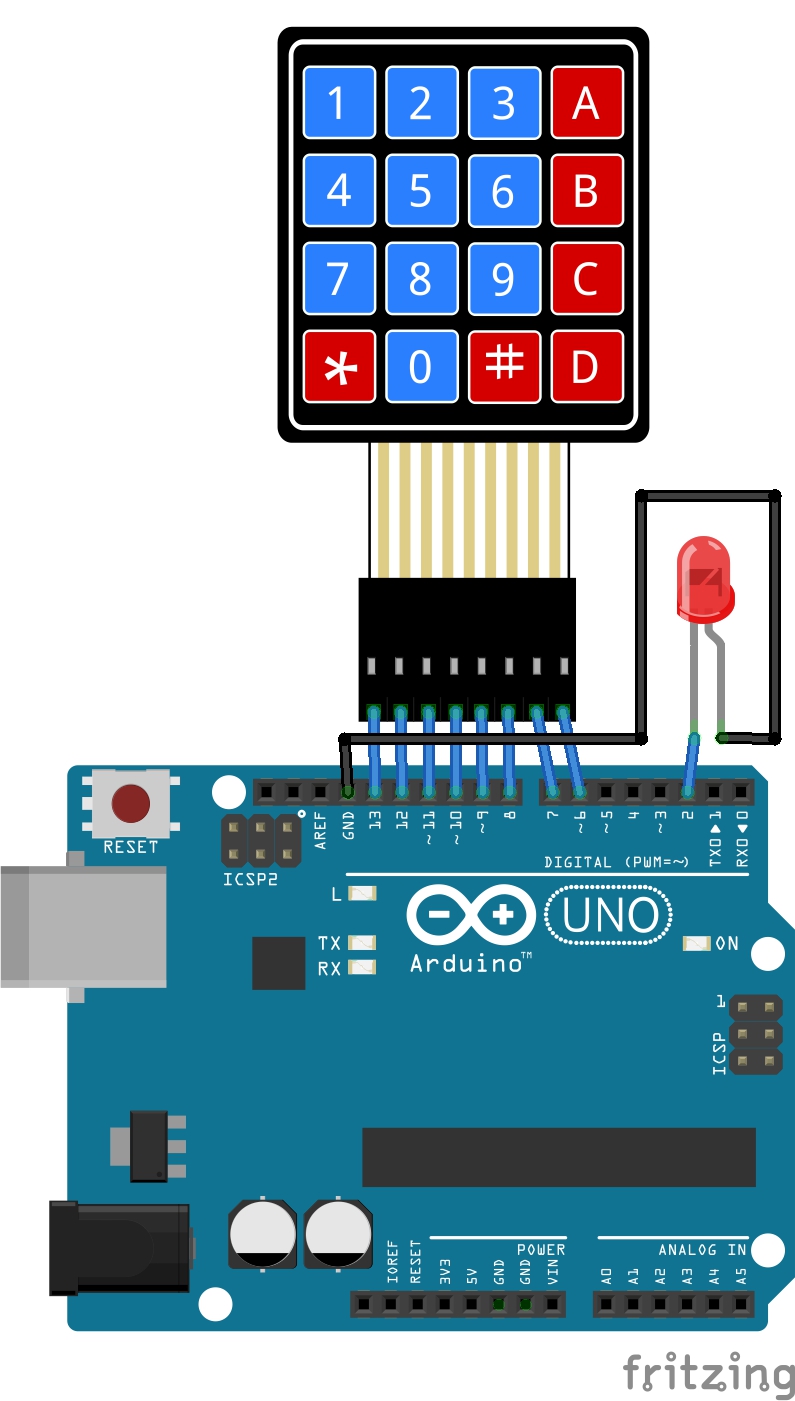 1 2 3 A
4 5 6 B
7 8 9 C
* 0 # D
RESET
ICSP2
AREF
GND
13
12
~11
~10
~9
8
7
~6
~5
4
~3
2
TX0▶1
RX0◀0
DIGITAL (PWM=~)
L
TX
RX
UNO
Arduino™
ON
1
ICSP
POWER
ANALOG IN
IOREF
RESET
3V3
5V
GND
GND
VIN
A0
A1
A2
A3
A4
A5
fritzing